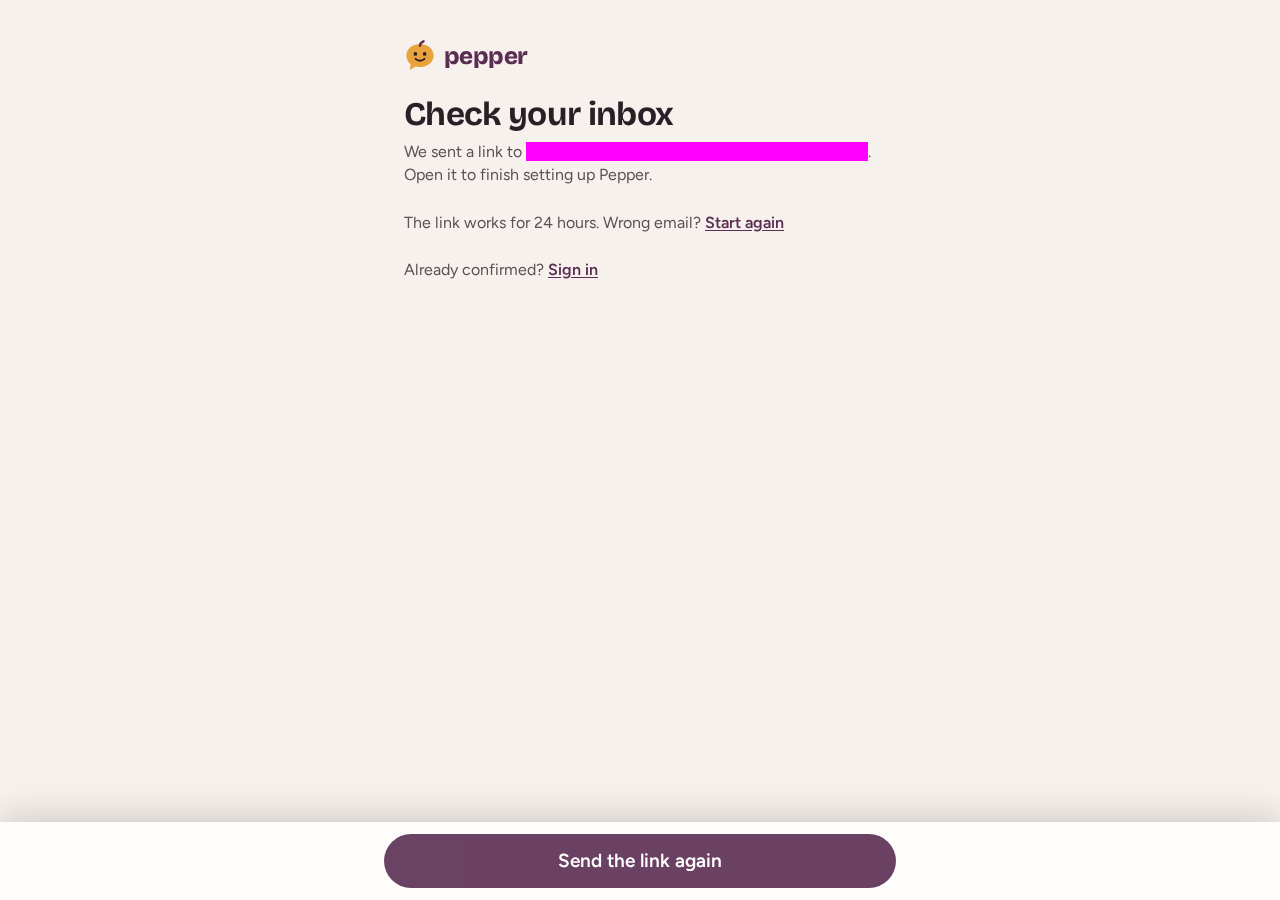 pepper
Check your inbox
We sent a link to .
Open it to finish setting up Pepper.
The link works for 24 hours. Wrong email? Start again
Already confirmed? Sign in
Send the link again